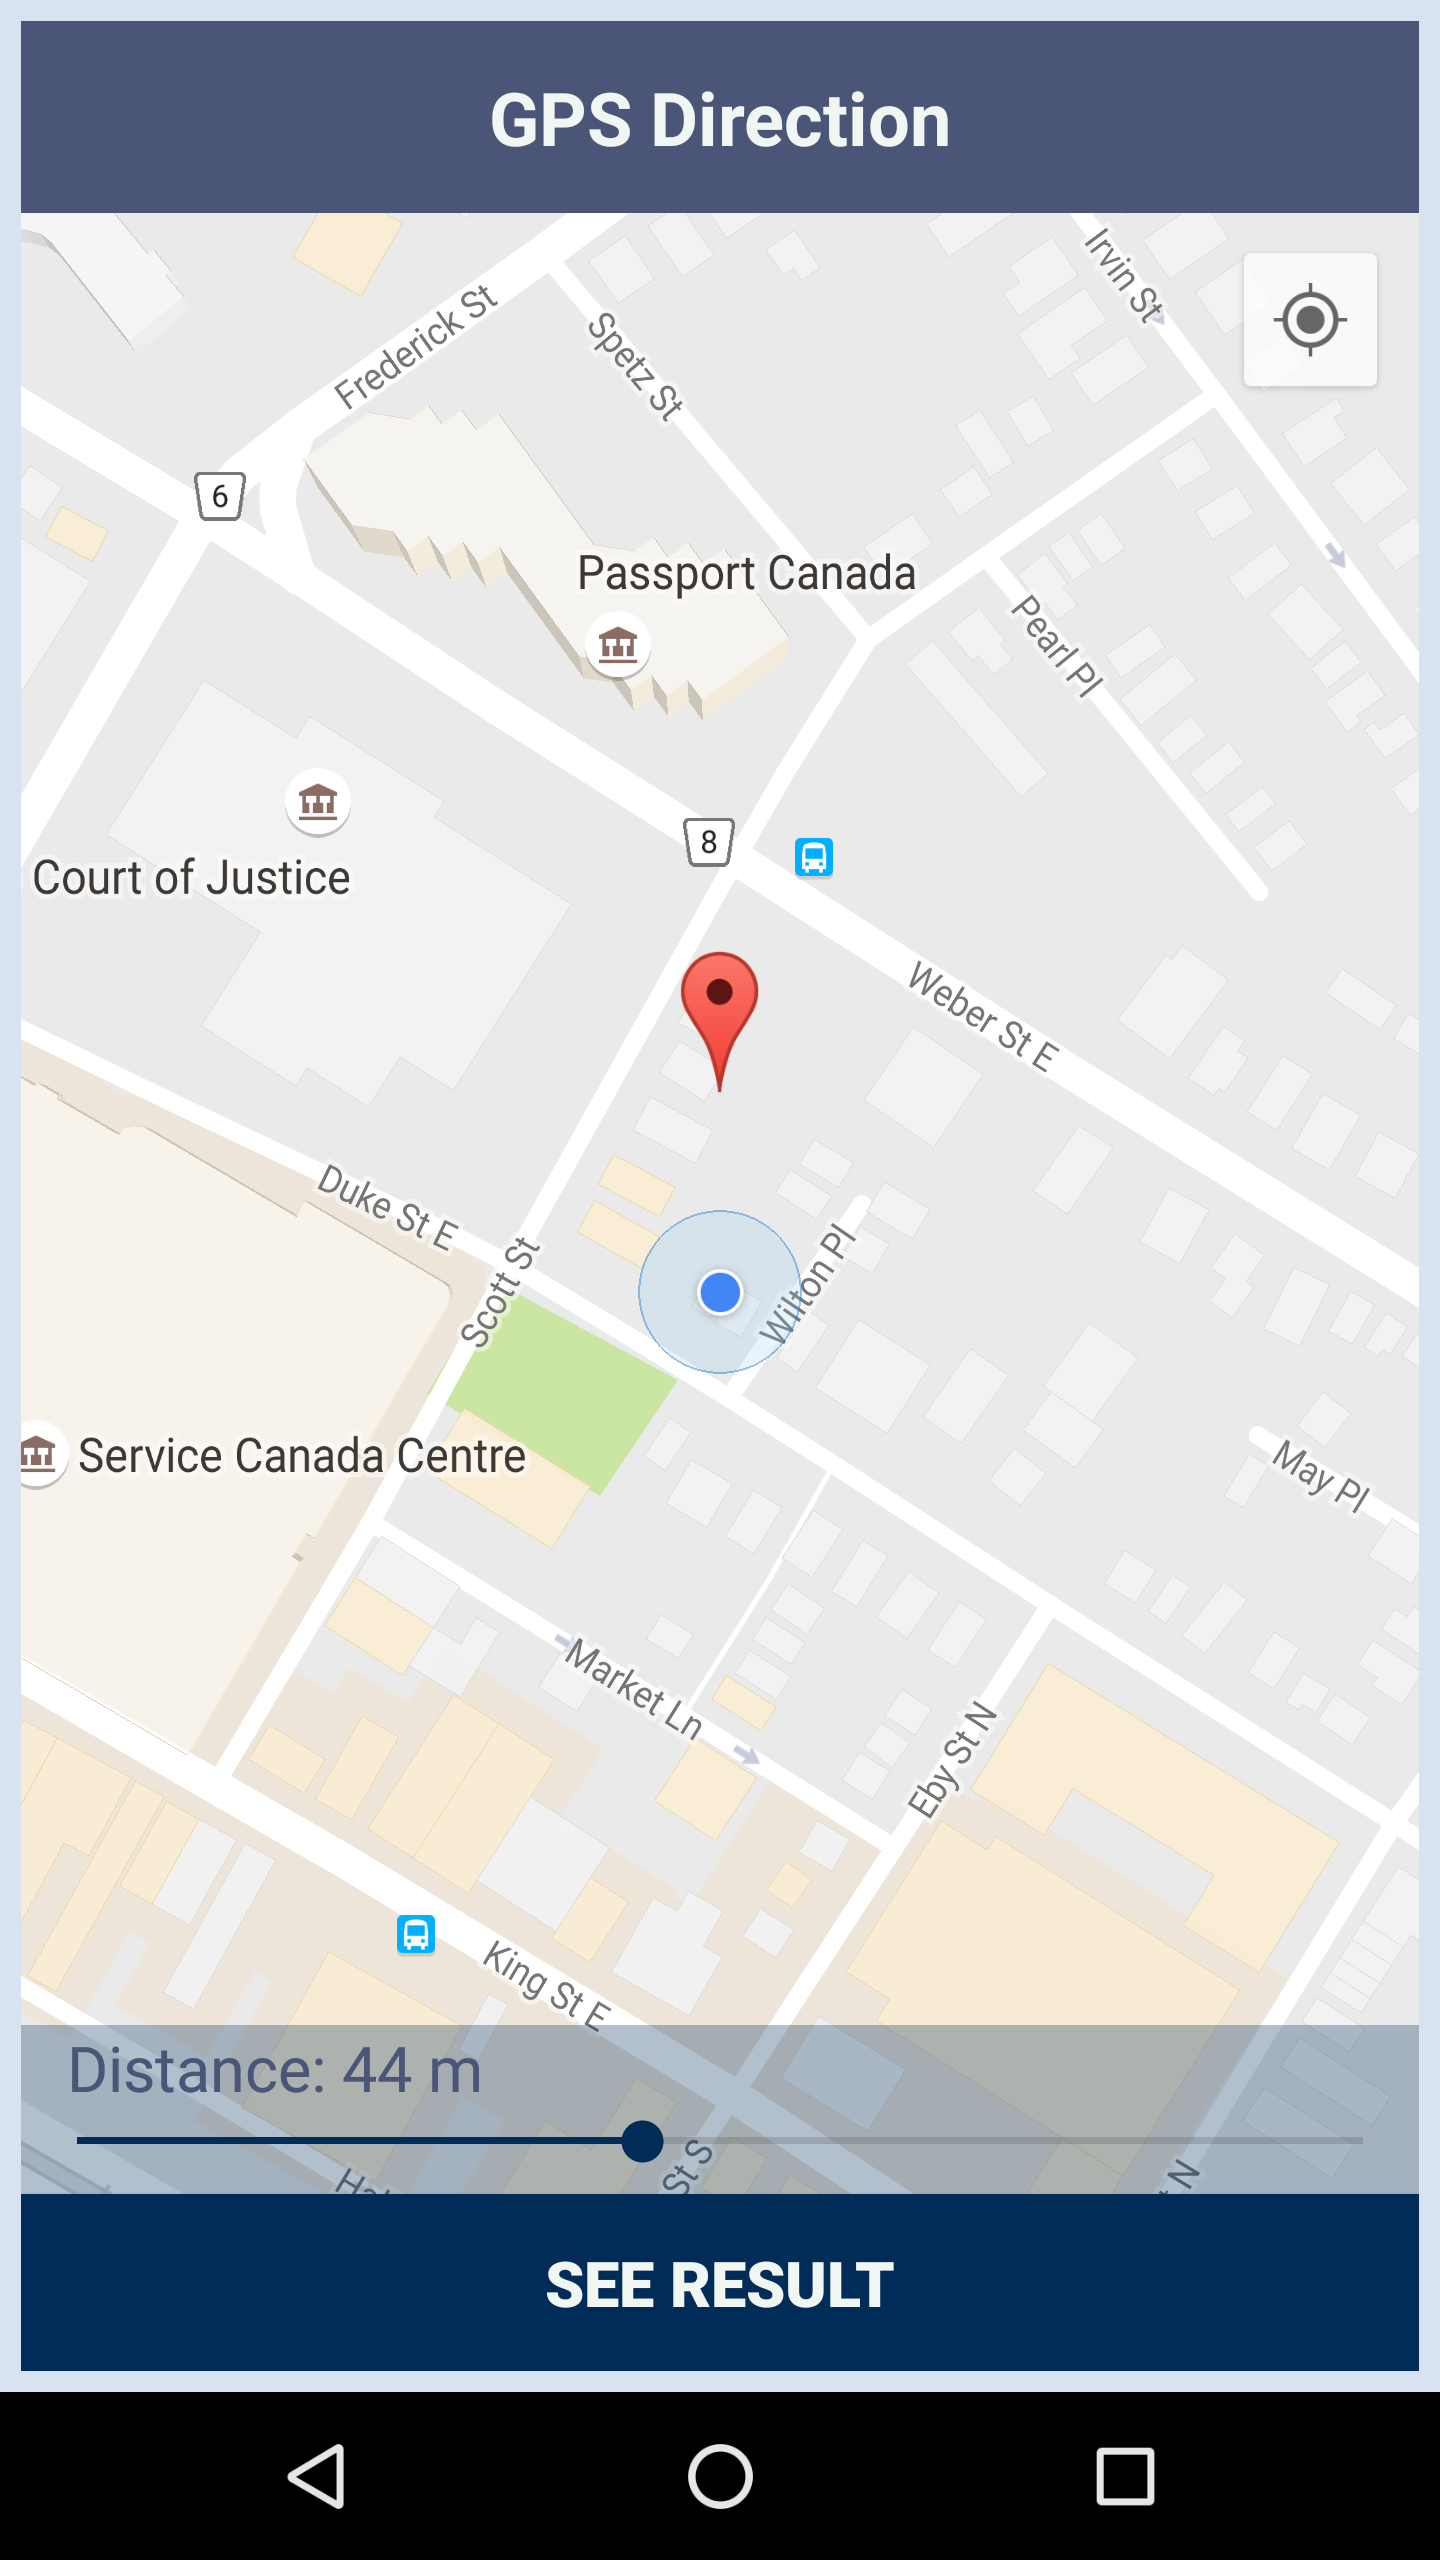 GPS Direction
Irvin St
Frederick St
Spetz St
6
Passport Canada
Pearl Pl
8
Court of Justice
Weber St E
Duke St E
Scott St
Wilton Pl
Service Canada Centre
May Pl
Market Ln
Eby St N
King St E
Distance: 44 m
St S
SEE RESULT